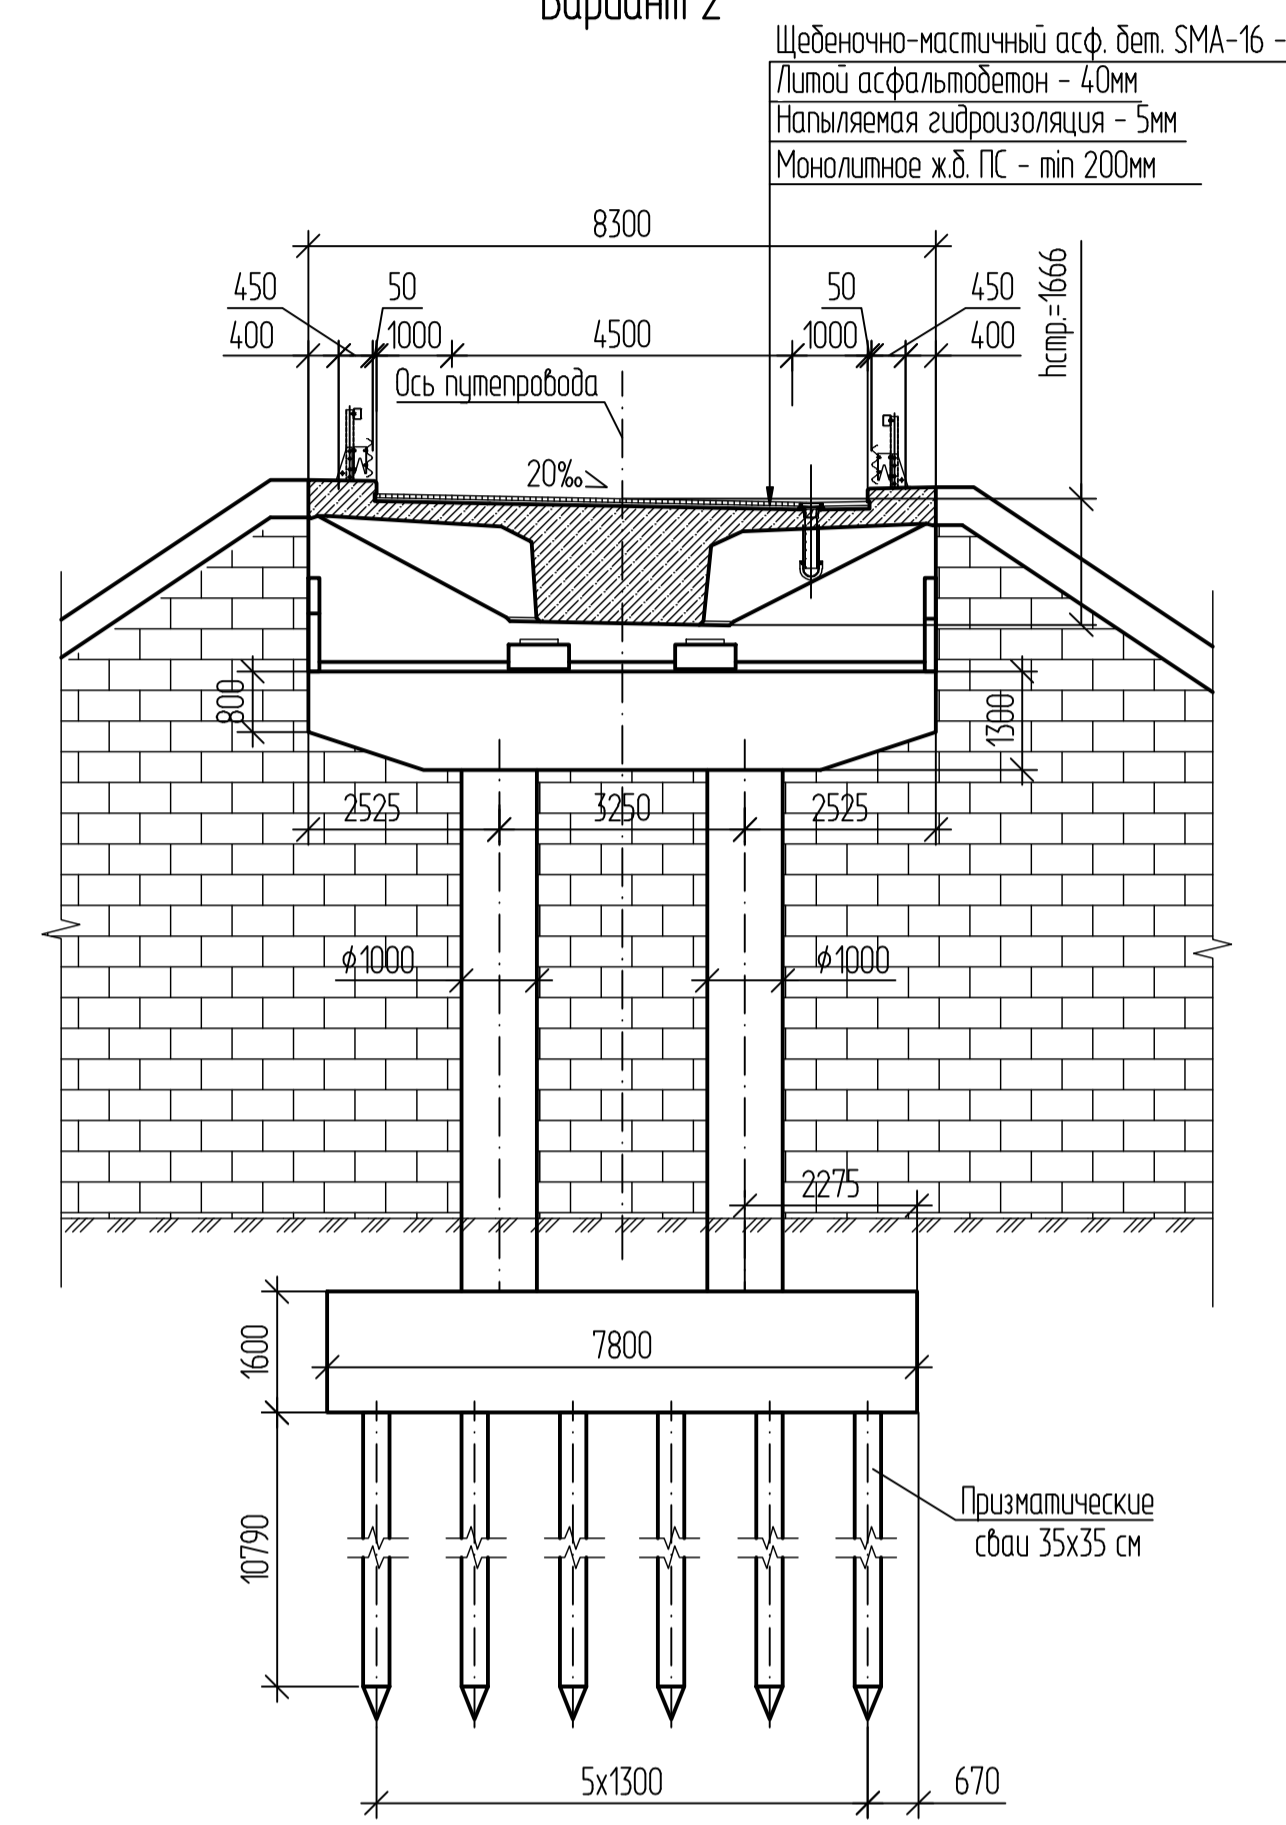 Вариант 2
Щебеночно-мастичный асф. бет. SMA-16 -
Литой асфальтобетон - 40мм
Напыляемая гидроизоляция - 5мм
Монолитное ж.б. ПС - min 200мм
8300
450
50
50
450
400
1000
4500
1000
400
hстр.=1666
Ось путепровода
20‰
800
1300
2525
3250
2525
ϕ1000
ϕ1000
2275
1600
7800
10790
Призматические
сваи 35х35 см
5х1300
670